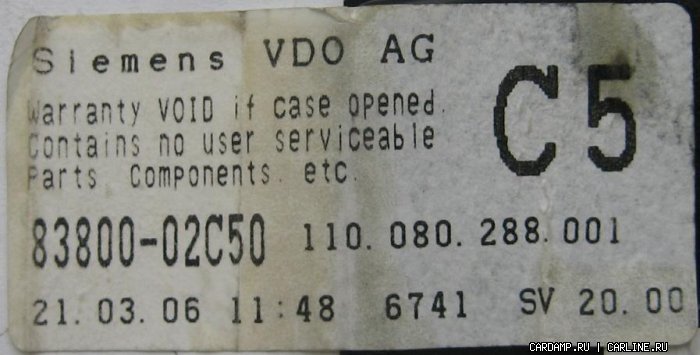 Siemens VDO AG
C5
Warranty VOID if case opened.
Contains no user serviceable
Parts Components. etc.
83800-02C50 110.080.288.001
21.03.06 11:48 6741 SV 20.00
CARDAMP.RU | CARLINE.RU